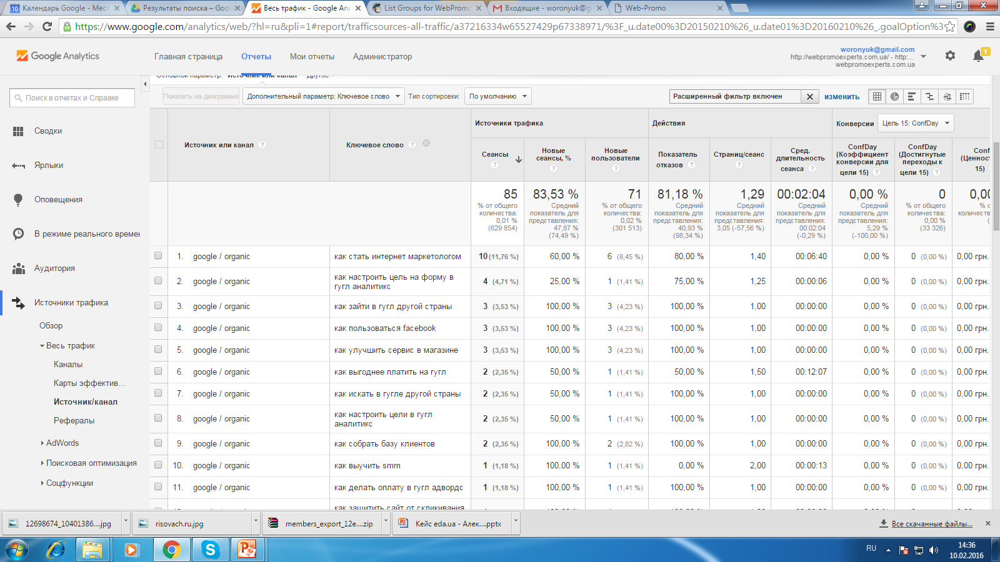 Календарь Google - Меся
Результаты поиска – Goo
Весь трафик - Google Ana
List Groups for WebPromo
Входящие - woronyuk@g
Web-Promo
https://www.google.com/analytics/web/?hl=ru&pli=1#report/trafficsources-all-traffic/a37216334w65527429p67338971/%3F_u.date00%3D20150210%26_u.date01%3D20160210%26_.goalOption%3
Google Analytics
Главная страница
Отчеты
Мои отчеты
Администратор
woronyuk@gmail.com
http://webpromoexperts.com.ua/ - http:...
webpromoexperts.com.ua
1
Основной параметр: Источник или канал Другое
Поиск в отчетах и Справке
Показать на диаграмме
Дополнительный параметр: Ключевое слово
Тип сортировки:
По умолчанию
Расширенный фильтр включен
изменить
Сводки
Ярлыки
Оповещения
В режиме реального времен
Аудитория
Источники трафика
Обзор
Весь трафик
Каналы
Карты эффектив...
Источник/канал
Рефералы
AdWords
Поисковая оптимизация
Соцфункции
Источник или канал ?
Ключевое слово ?
Источники трафика
Действия
Конверсии
Цель 15: ConfDay
Сеансы
?
Новые
сеансы, %
?
Новые
пользователи
?
Показатель
отказов ?
Страниц/сеанс
?
Сред.
длительность
сеанса ?
ConfDay
(Коэффициент
конверсии для
цели 15) ?
ConfDay
(Достигнутые
переходы к
цели 15) ?
Conf
(Ценност
15)
85
% от общего
количества:
0,01 %
(629 854)
83,53 %
Средний
показатель для
представления:
47,87 %
(74,49 %)
71
% от общего
количества:
0,02 %
(301 513)
81,18 %
Средний
показатель для
представления:
40,93 %
(98,34 %)
1,29
Средний
показатель для
представления:
3,05 (-57,56 %)
00:02:04
Средний
показатель для
представления:
00:02:04
(-0,29 %)
0,00 %
Средний
показатель для
представления:
5,29 %
(-100,00 %)
0
% от общего
количества:
0,00 %
(33 326)
0,00
% о
количеств
(
1. google / organic как стать интернет маркетологом 10 (11,76 %) 60,00 % 6 (8,45 %) 80,00 % 1,40 00:06:40 0,00 % 0 (0,00 %) 0,00 грн.
2. google / organic как настроить цель на форму в
гугл аналитикс 4 (4,71 %) 25,00 % 1 (1,41 %) 75,00 % 1,25 00:00:06 0,00 % 0 (0,00 %) 0,00 грн.
3. google / organic как зайти в гугл другой страны 3 (3,53 %) 100,00 % 3 (4,23 %) 100,00 % 1,00 00:00:00 0,00 % 0 (0,00 %) 0,00 грн.
4. google / organic как пользоваться facebook 3 (3,53 %) 100,00 % 3 (4,23 %) 100,00 % 1,00 00:00:00 0,00 % 0 (0,00 %) 0,00 грн.
5. google / organic как улучшить сервис в магазине 3 (3,53 %) 100,00 % 3 (4,23 %) 100,00 % 1,00 00:00:00 0,00 % 0 (0,00 %) 0,00 грн.
6. google / organic как выгоднее платить на гугл 2 (2,35 %) 50,00 % 1 (1,41 %) 50,00 % 1,50 00:12:07 0,00 % 0 (0,00 %) 0,00 грн.
7. google / organic как искать в гугле другой страны 2 (2,35 %) 50,00 % 1 (1,41 %) 100,00 % 1,00 00:00:00 0,00 % 0 (0,00 %) 0,00 грн.
8. google / organic как настроить цели в гугл
аналитикс 2 (2,35 %) 50,00 % 1 (1,41 %) 100,00 % 1,00 00:00:00 0,00 % 0 (0,00 %) 0,00 грн.
9. google / organic как собрать базу клиентов 2 (2,35 %) 100,00 % 2 (2,82 %) 100,00 % 1,00 00:00:00 0,00 % 0 (0,00 %) 0,00 грн.
10. google / organic как выучить smm 1 (1,18 %) 100,00 % 1 (1,41 %) 0,00 % 2,00 00:00:13 0,00 % 0 (0,00 %) 0,00 грн.
11. google / organic как делать оплату в гугл адвордс 1 (1,18 %) 100,00 % 1 (1,41 %) 100,00 % 1,00 00:00:00 0,00 % 0 (0,00 %) 0,00 грн.
как защитить сайт от скликивания
12698674_10401386....jpg
risovach.ru.jpg
members_export_12e....zip
Кейс eda.ua - Алек....pptx
Все скачанные файлы...
RU
14:36
10.02.2016